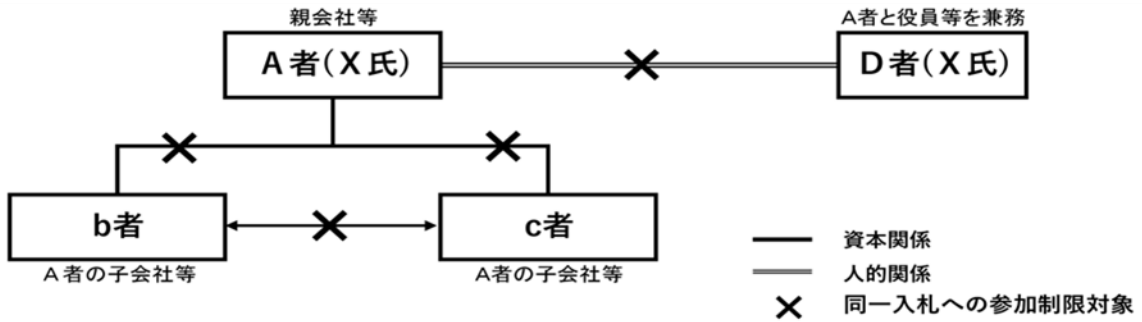 親会社等
A者(X氏)
A者と役員等を兼務
D者(X氏)
b者
A者の子会社等
c者
A者の子会社等
資本関係
人的関係
同一入札への参加制限対象